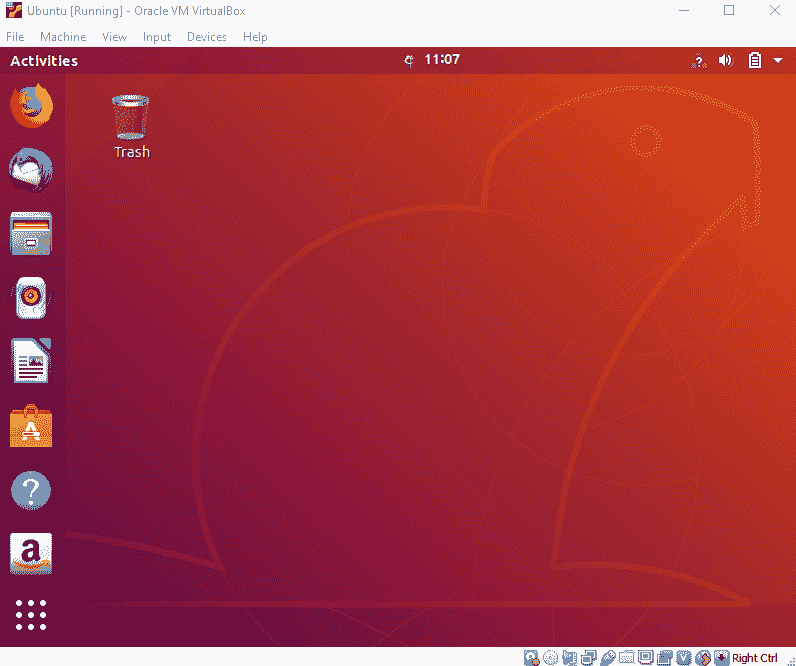 Ubuntu [Running] - Oracle VM VirtualBox
File Machine View Input Devices Help
Activities 11:07
Trash
Right Ctrl